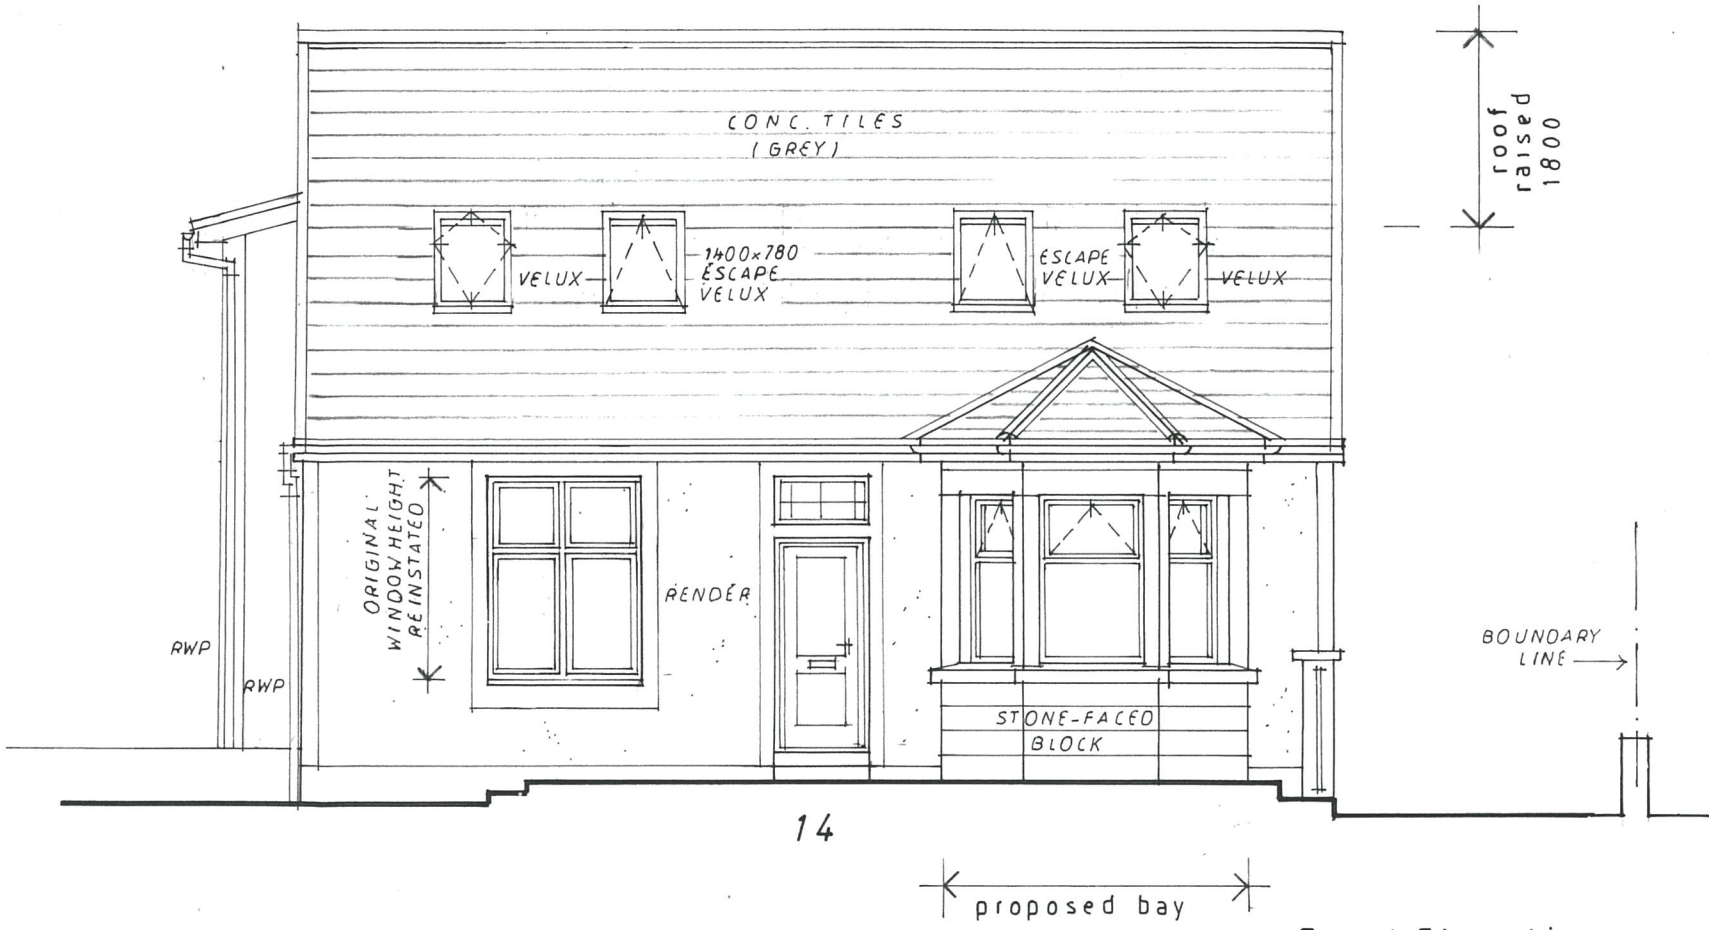 CONC. TILES
(GREY)
roof
raised
1800
VELUX
1400x780
ESCAPE
VELUX
ESCAPE
VELUX
VELUX
ORIGINAL
WINDOW HEIGHT
REINSTATED
RENDER
RWP
RWP
STONE-FACED
BLOCK
BOUNDARY
LINE
14
proposed bay